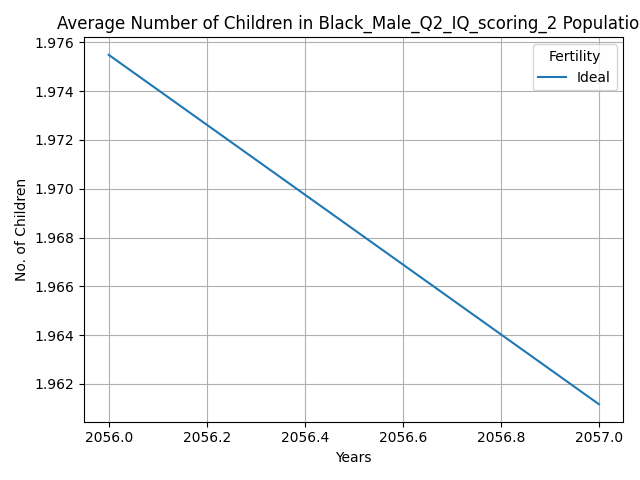 Average Number of Children in Black_Male_Q2_IQ_scoring_2 Populatio
1.976
1.974
1.972
1.970
1.968
1.966
1.964
1.962
No. of Children
Fertility
Ideal
2056.0 2056.2 2056.4 2056.6 2056.8 2057.0
Years